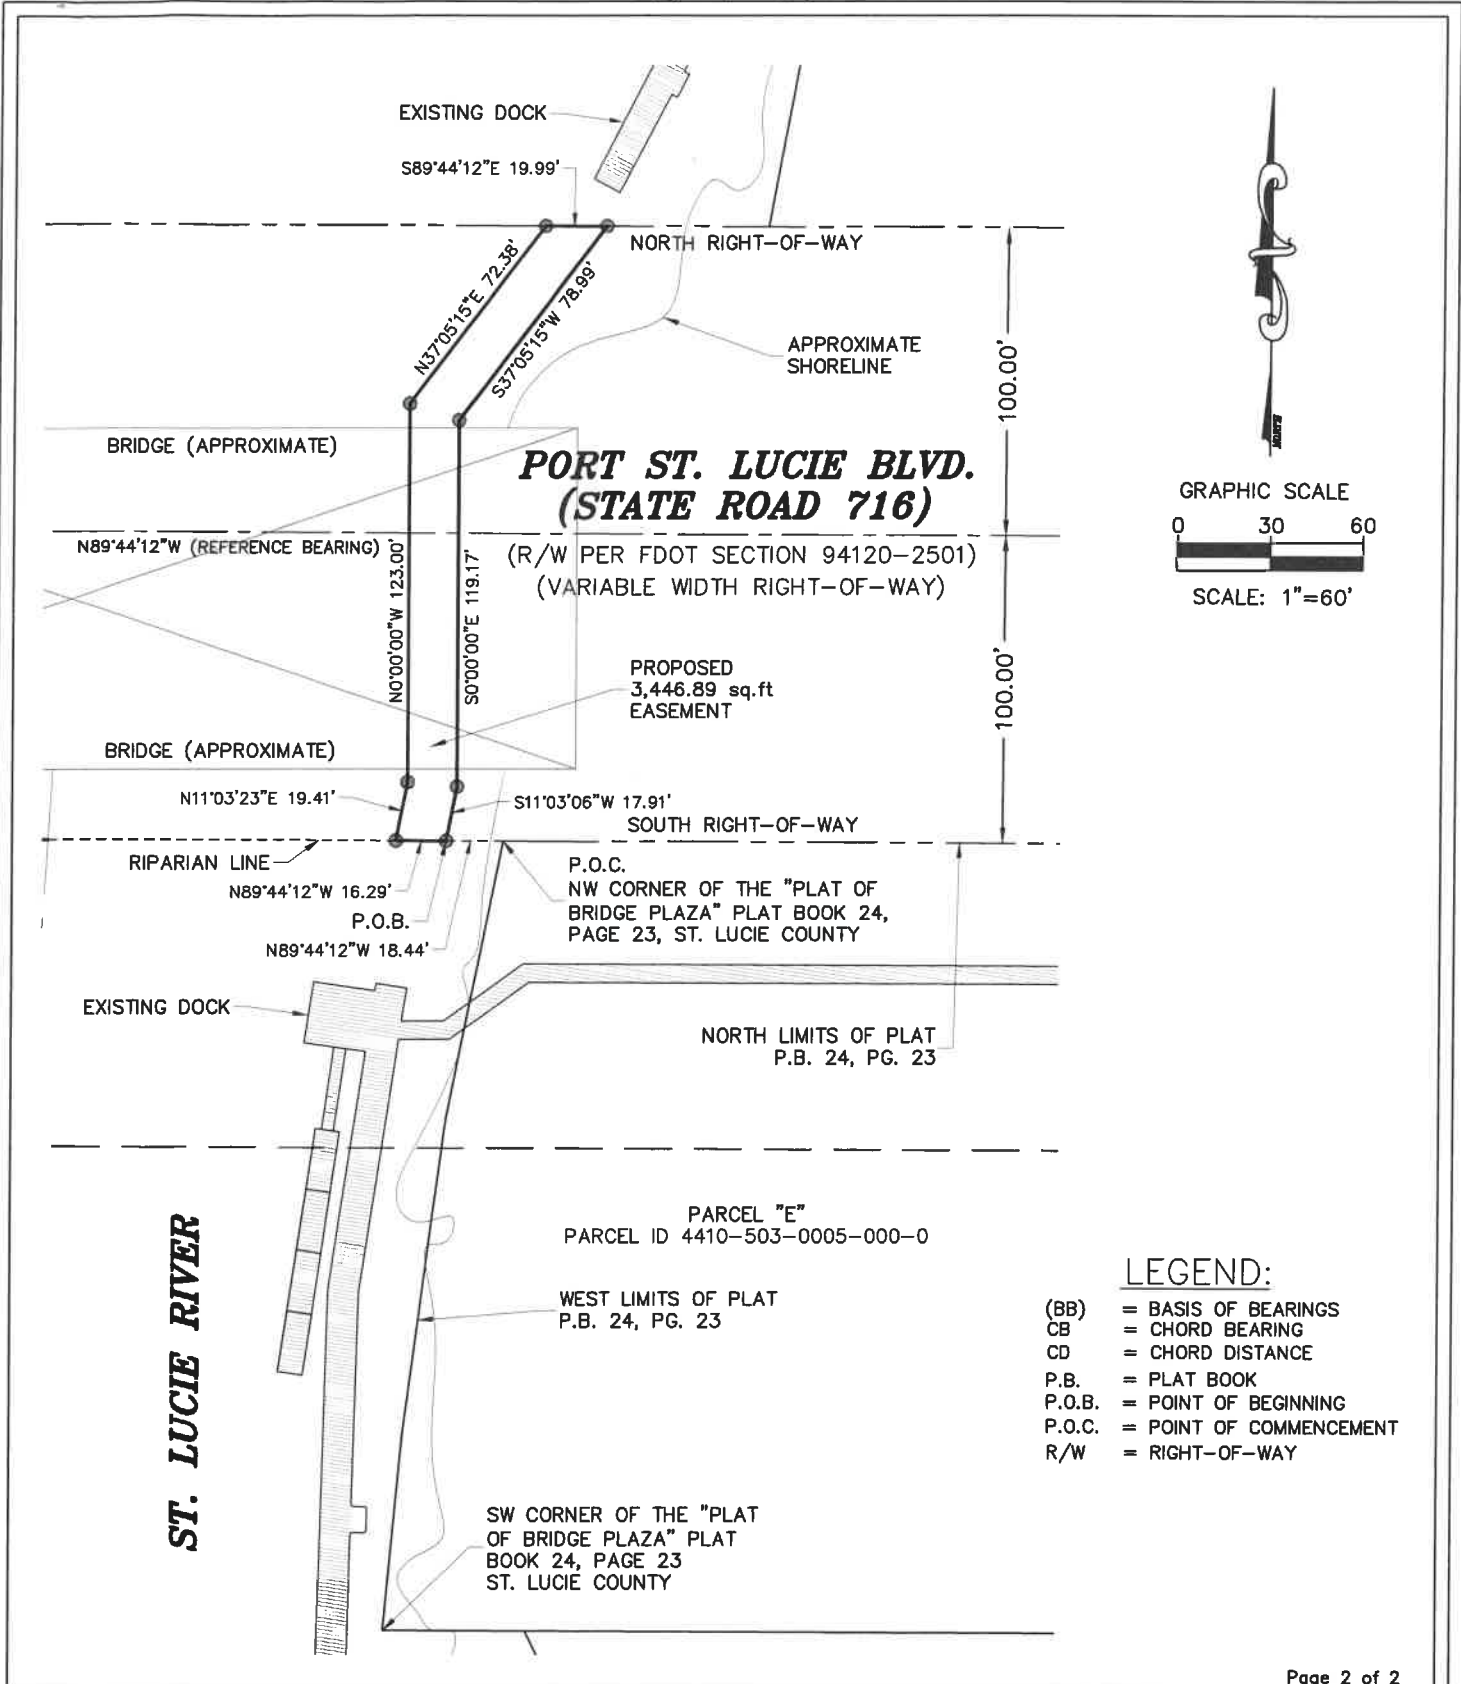 EXISTING DOCK
S89°44'12"E 19.99'
NORTH RIGHT-OF-WAY
N37°05'15"E 72.38'
S37°05'15"W 78.99'
APPROXIMATE
SHORELINE
100.00'
NORTH
BRIDGE (APPROXIMATE)
PORT ST. LUCIE BLVD.
(STATE ROAD 716)
GRAPHIC SCALE
0 30 60
SCALE: 1"=60'
N89°44'12"W (REFERENCE BEARING)
(R/W PER FDOT SECTION 94120-2501)
(VARIABLE WIDTH RIGHT-OF-WAY)
N0°00'00"W 123.00'
S0°00'00"E 119.17'
100.00'
PROPOSED
3,446.89 sq.ft
EASEMENT
BRIDGE (APPROXIMATE)
N11°03'23"E 19.41'
S11°03'06"W 17.91'
SOUTH RIGHT-OF-WAY
RIPARIAN LINE
N89°44'12"W 16.29'
P.O.B.
N89°44'12"W 18.44'
P.O.C.
NW CORNER OF THE "PLAT OF
BRIDGE PLAZA" PLAT BOOK 24,
PAGE 23, ST. LUCIE COUNTY
EXISTING DOCK
NORTH LIMITS OF PLAT
P.B. 24, PG. 23
PARCEL "E"
PARCEL ID 4410-503-0005-000-0
WEST LIMITS OF PLAT
P.B. 24, PG. 23
ST. LUCIE RIVER
LEGEND:
(BB) = BASIS OF BEARINGS
CB = CHORD BEARING
CD = CHORD DISTANCE
P.B. = PLAT BOOK
P.O.B. = POINT OF BEGINNING
P.O.C. = POINT OF COMMENCEMENT
R/W = RIGHT-OF-WAY
SW CORNER OF THE "PLAT
OF BRIDGE PLAZA" PLAT
BOOK 24, PAGE 23
ST. LUCIE COUNTY
Page 2 of 2